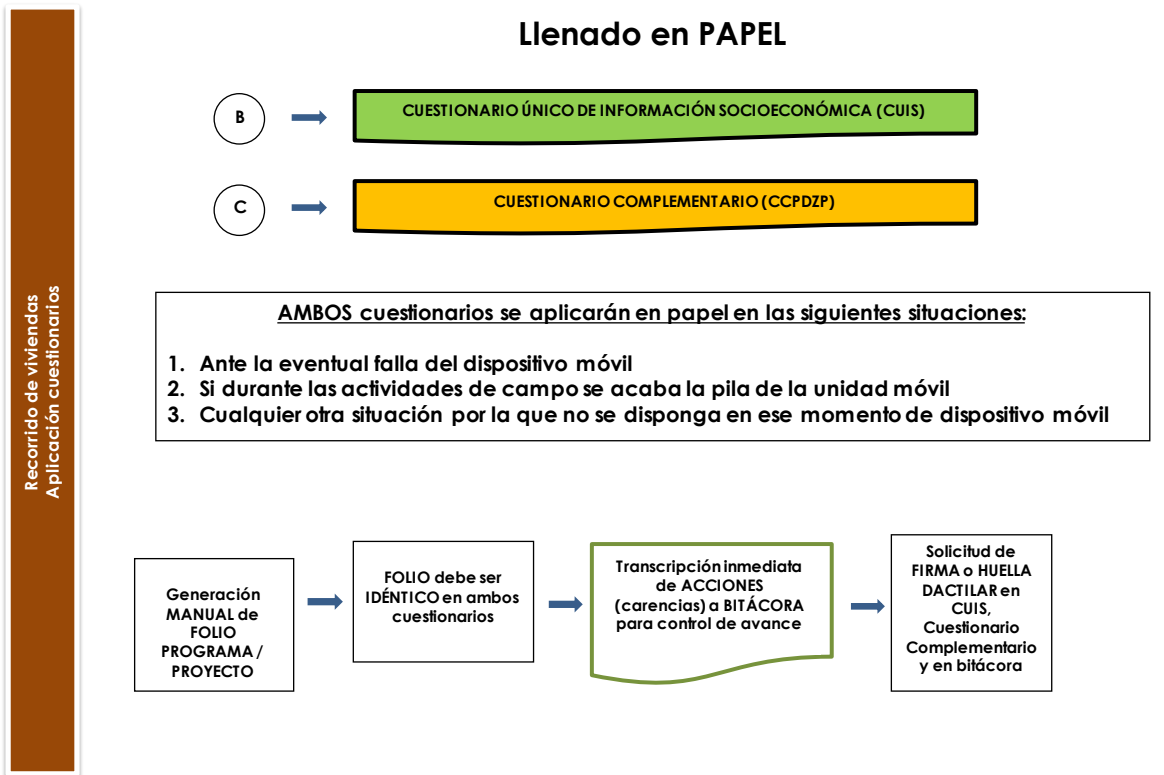 Llenado en PAPEL
B
CUESTIONARIO ÚNICO DE INFORMACIÓN SOCIOECONÓMICA (CUIS)
C
CUESTIONARIO COMPLEMENTARIO (CCPDZP)
Recorrido de viviendas
Aplicación cuestionarios
AMBOS cuestionarios se aplicarán en papel en las siguientes situaciones:
1. Ante la eventual falla del dispositivo móvil
2. Si durante las actividades de campo se acaba la pila de la unidad móvil
3. Cualquier otra situación por la que no se disponga en ese momento de dispositivo móvil
Generación
MANUAL de
FOLIO
PROGRAMA /
PROYECTO
FOLIO debe ser
IDÉNTICO en ambos
cuestionarios
Transcripción inmediata
de ACCIONES
(carencias) a BITÁCORA
para control de avance
Solicitud de
FIRMA o HUELLA
DACTILAR en
CUIS,
Cuestionario
Complementario
y en bitácora